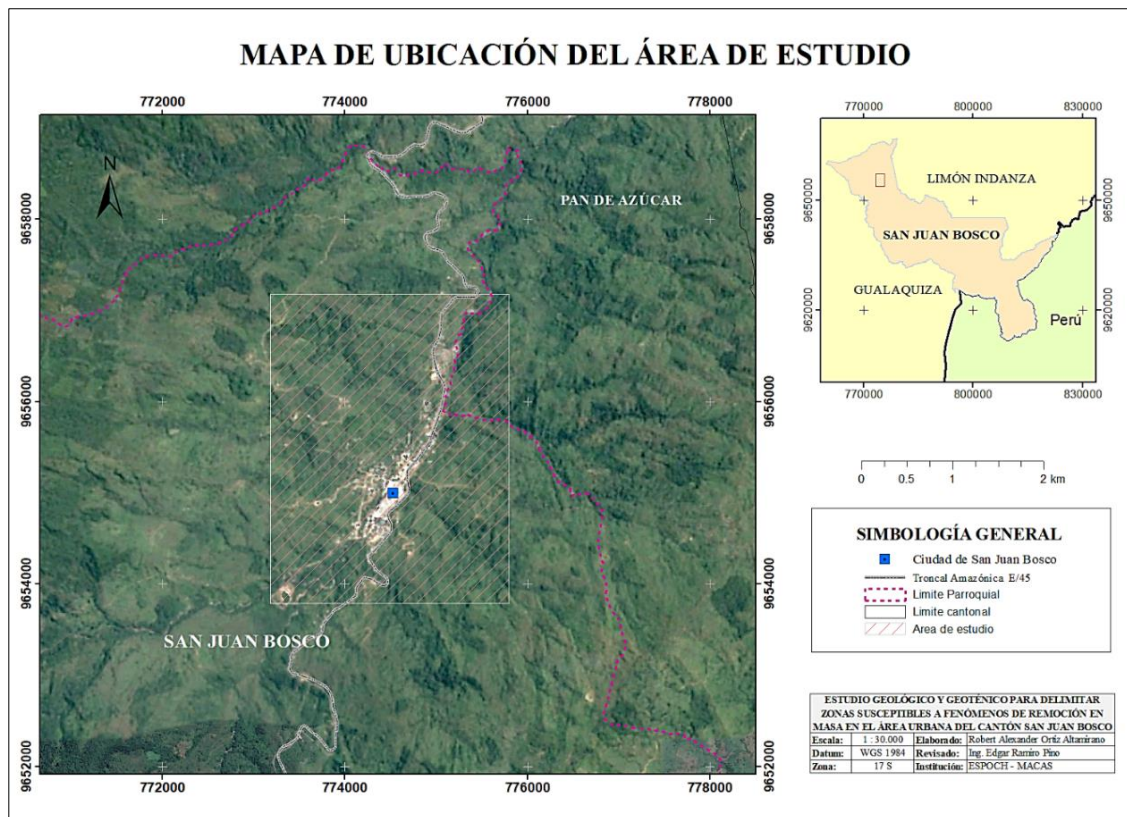 MAPA DE UBICACIÓN DEL ÁREA DE ESTUDIO
772000 774000 776000 778000
N
PAN DE AZÚCAR
9658000 9658000
9656000 9656000
9654000 9654000
SAN JUAN BOSCO
9652000 9652000
772000 774000 776000 778000
770000 800000 830000
LIMÓN INDANZA
9650000 9650000
SAN JUAN BOSCO
GUALAQUIZA
9620000 9620000
Perú
770000 800000 830000
0 0.5 1 2 km
SIMBOLOGÍA GENERAL
Ciudad de San Juan Bosco
Troncal Amazónica E/45
Limite Parroquial
Limite cantonal
Area de estudio
ESTUDIO GEOLÓGICO Y GEOTÉNICO PARA DELIMITAR
ZONAS SUSCEPTIBLES A FENÓMENOS DE REMOCIÓN EN
MASA EN EL ÁREA URBANA DEL CANTÓN SAN JUAN BOSCO
Escala: 1 : 30.000 Elaborado: Robert Alexander Ortíz Altamirano
Datum: WGS 1984 Revisado: Ing. Edgar Ramiro Pino
Zona: 17 S Institución: ESPOCH - MACAS